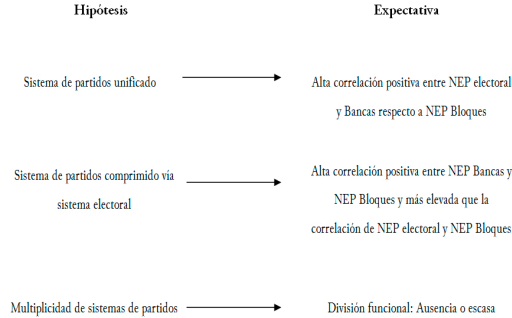 Hipótesis
Expectativa
Sistema de partidos unificado
Alta correlación positiva entre NEP electoral
y Bancas respecto a NEP Bloques
Sistema de partidos comprimido vía
sistema electoral
Alta correlación positiva entre NEP Bancas y
NEP Bloques y más elevada que la
correlación de NEP electoral y NEP Bloques
Multiplicidad de sistemas de partidos
División funcional: Ausencia o escasa